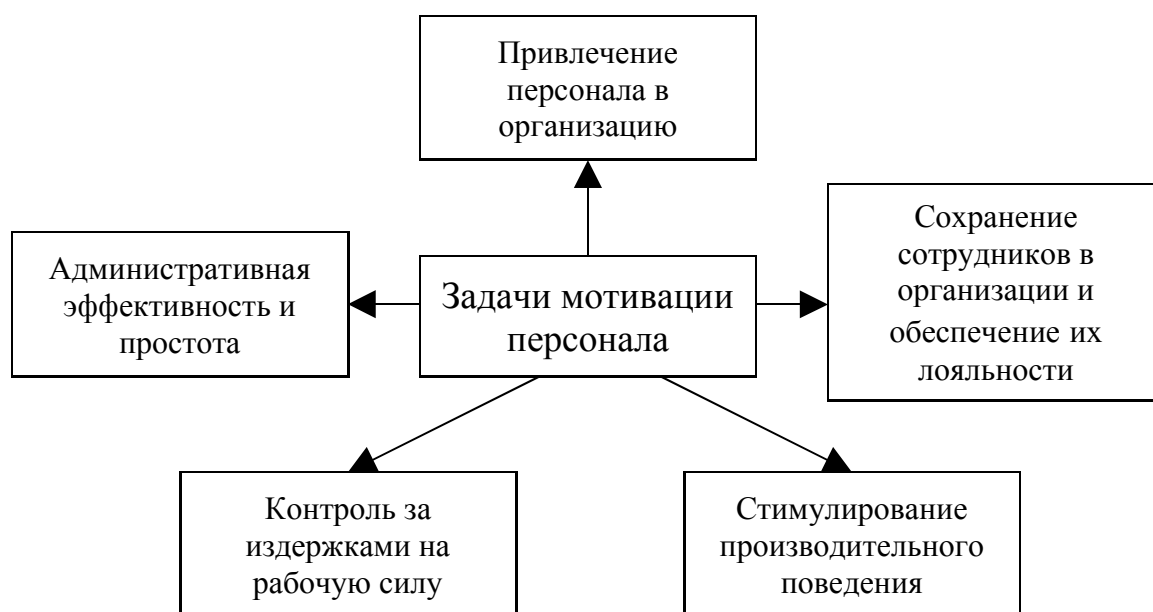 Привлечение
персонала в
организацию
Сохранение
сотрудников в
организации и
обеспечение их
лояльности
Административная
эффективность и
простота
Задачи мотивации
персонала
Контроль за
издержками на
рабочую силу
Стимулирование
производительного
поведения